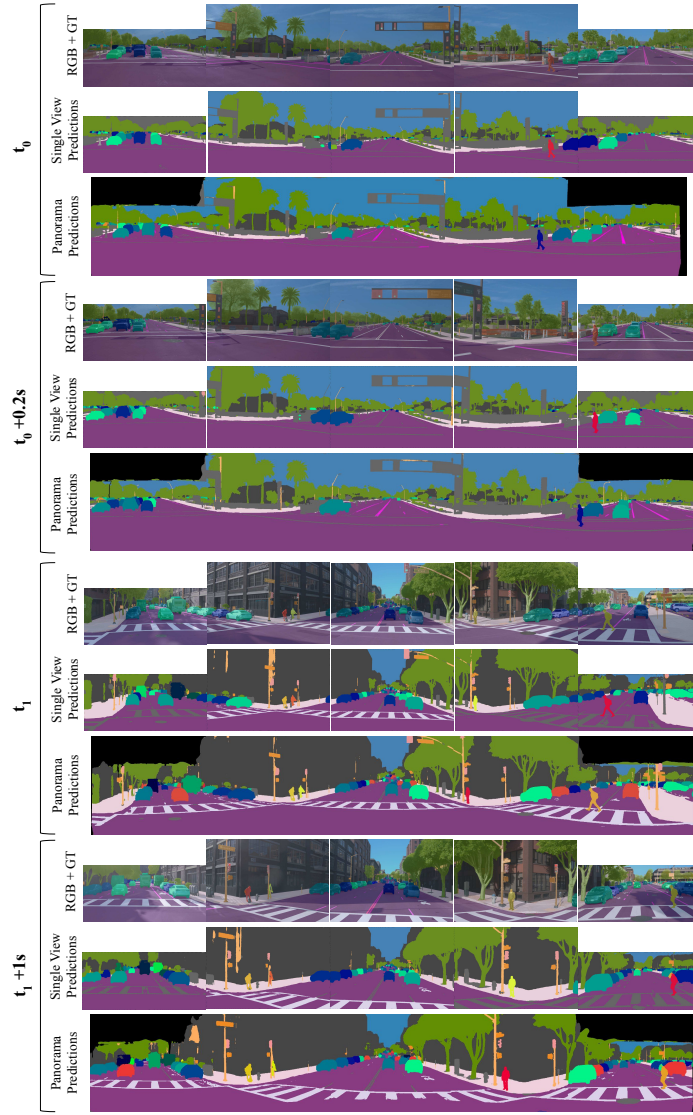 t0
RGB + GT
Single View
Predictions
Panorama
Predictions
t0 +0.2s
RGB + GT
Single View
Predictions
Panorama
Predictions
t1
RGB + GT
Single View
Predictions
Panorama
Predictions
t1 +1s
RGB + GT
Single View
Predictions
Panorama
Predictions